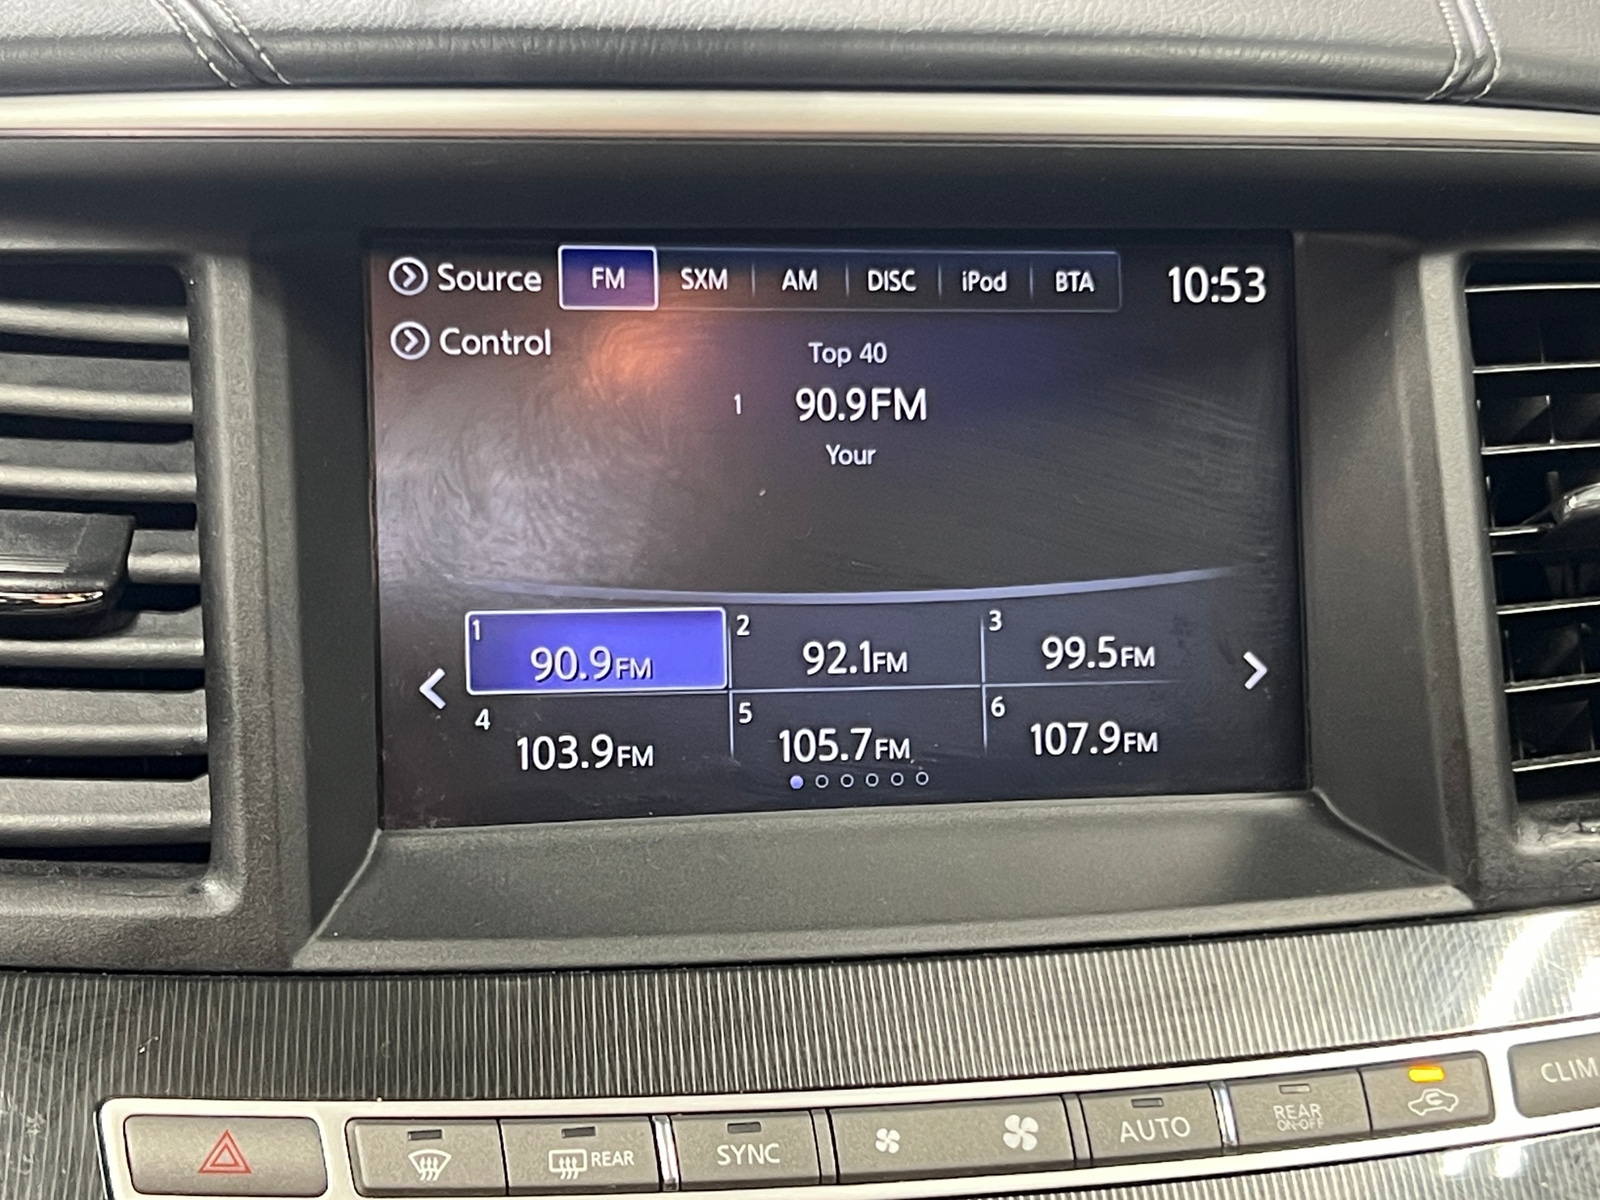 Source FM SXM AM DISC iPod BTA 10:53
Control
Top 40
1 90.9FM
Your
1 90.9FM 2 92.1FM 3 99.5FM
4 103.9FM 5 105.7FM 6 107.9FM
REAR SYNC AUTO REAR ON-OFF CLIM